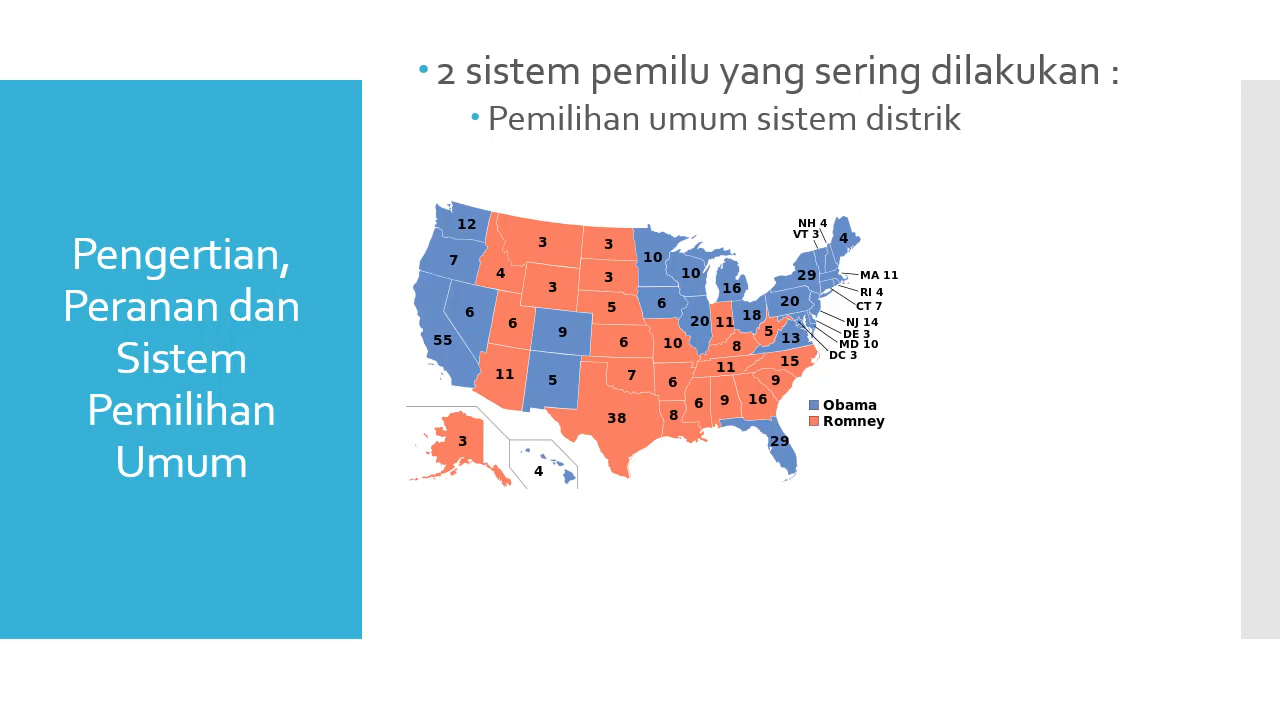 2 sistem pemilu yang sering dilakukan :
Pemilihan umum sistem distrik
Pengertian,
Peranan dan
Sistem
Pemilihan
Umum
12
7
55
6
4
3
3
6
11
9
5
3
3
5
6
7
38
10
6
10
6
8
10
20
16
11
18
8
11
6
9
16
9
15
13
5
20
29
4
29
3
4
NH 4
VT 3
MA 11
RI 4
CT 7
NJ 14
DE 3
MD 10
DC 3
Obama
Romney